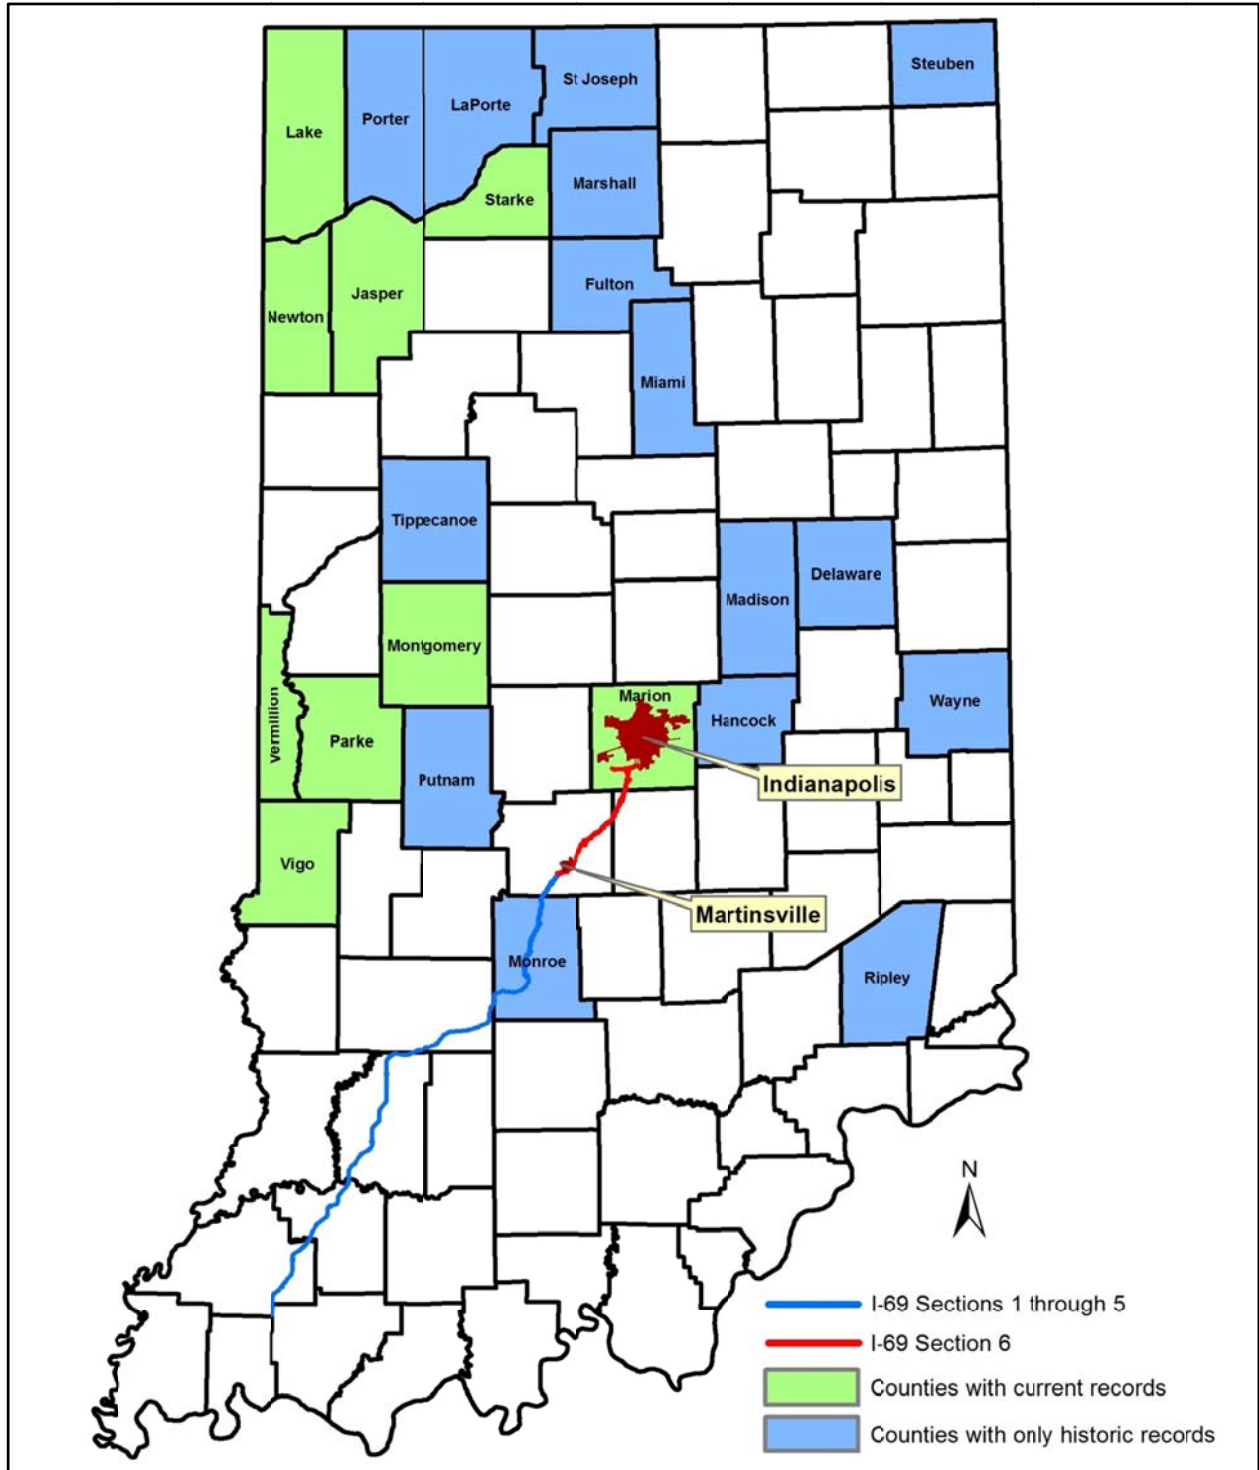 Steuben
St Joseph
LaPorte
Porter
Lake
Marshall
Starke
Fulton
Jasper
Newton
Miami
Tippecanoe
Delaware
Madison
Montgomery
Marion
Wayne
Hancock
Vermillion
Parke
Putnam
Indianapolis
Vigo
Martinsville
Monroe
Ripley
N
I-69 Sections 1 through 5
I-69 Section 6
Counties with current records
Counties with only historic records